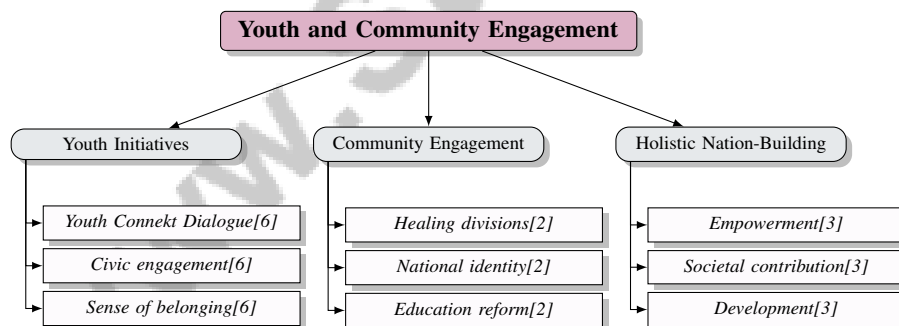 Youth and Community Engagement
Youth Initiatives
Youth Connekt Dialogue[6]
Civic engagement[6]
Sense of belonging[6]
Community Engagement
Healing divisions[2]
National identity[2]
Education reform[2]
Holistic Nation-Building
Empowerment[3]
Societal contribution[3]
Development[3]